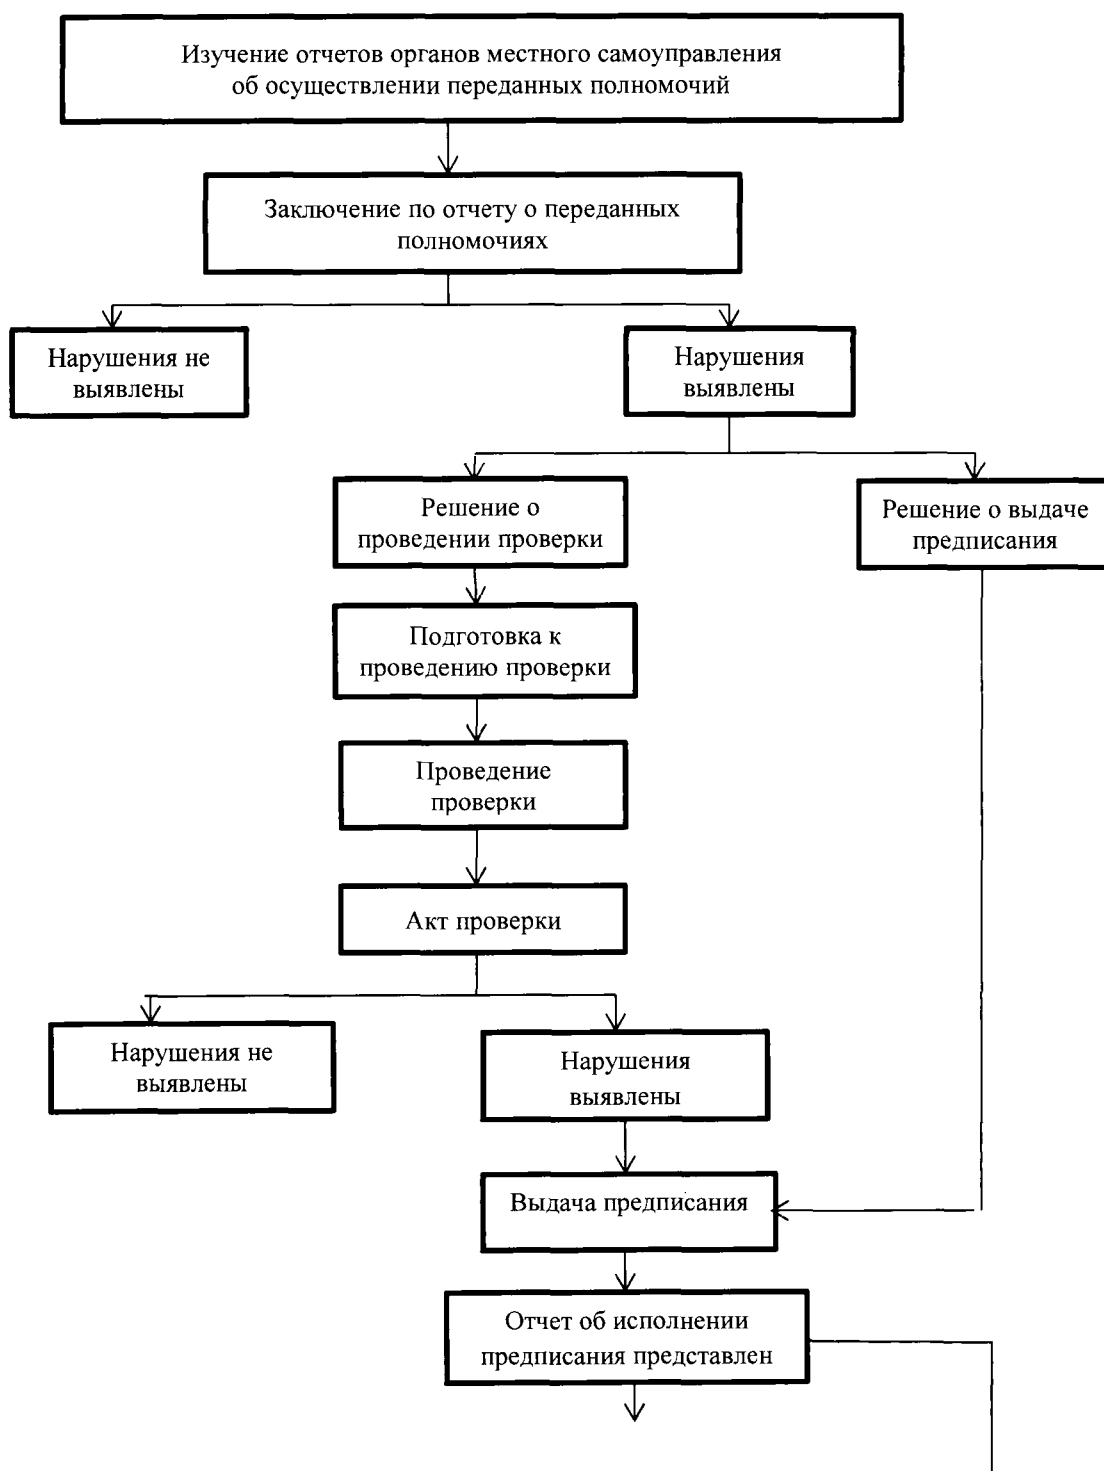 Изучение отчетов органов местного самоуправления
об осуществлении переданных полномочий
Заключение по отчету о переданных
полномочиях
Нарушения не
выявлены
Нарушения
выявлены
Решение о
проведении проверки
Решение о выдаче
предписания
Подготовка к
проведению проверки
Проведение
проверки
Акт проверки
Нарушения не
выявлены
Нарушения
выявлены
Выдача предписания
Отчет об исполнении
предписания представлен